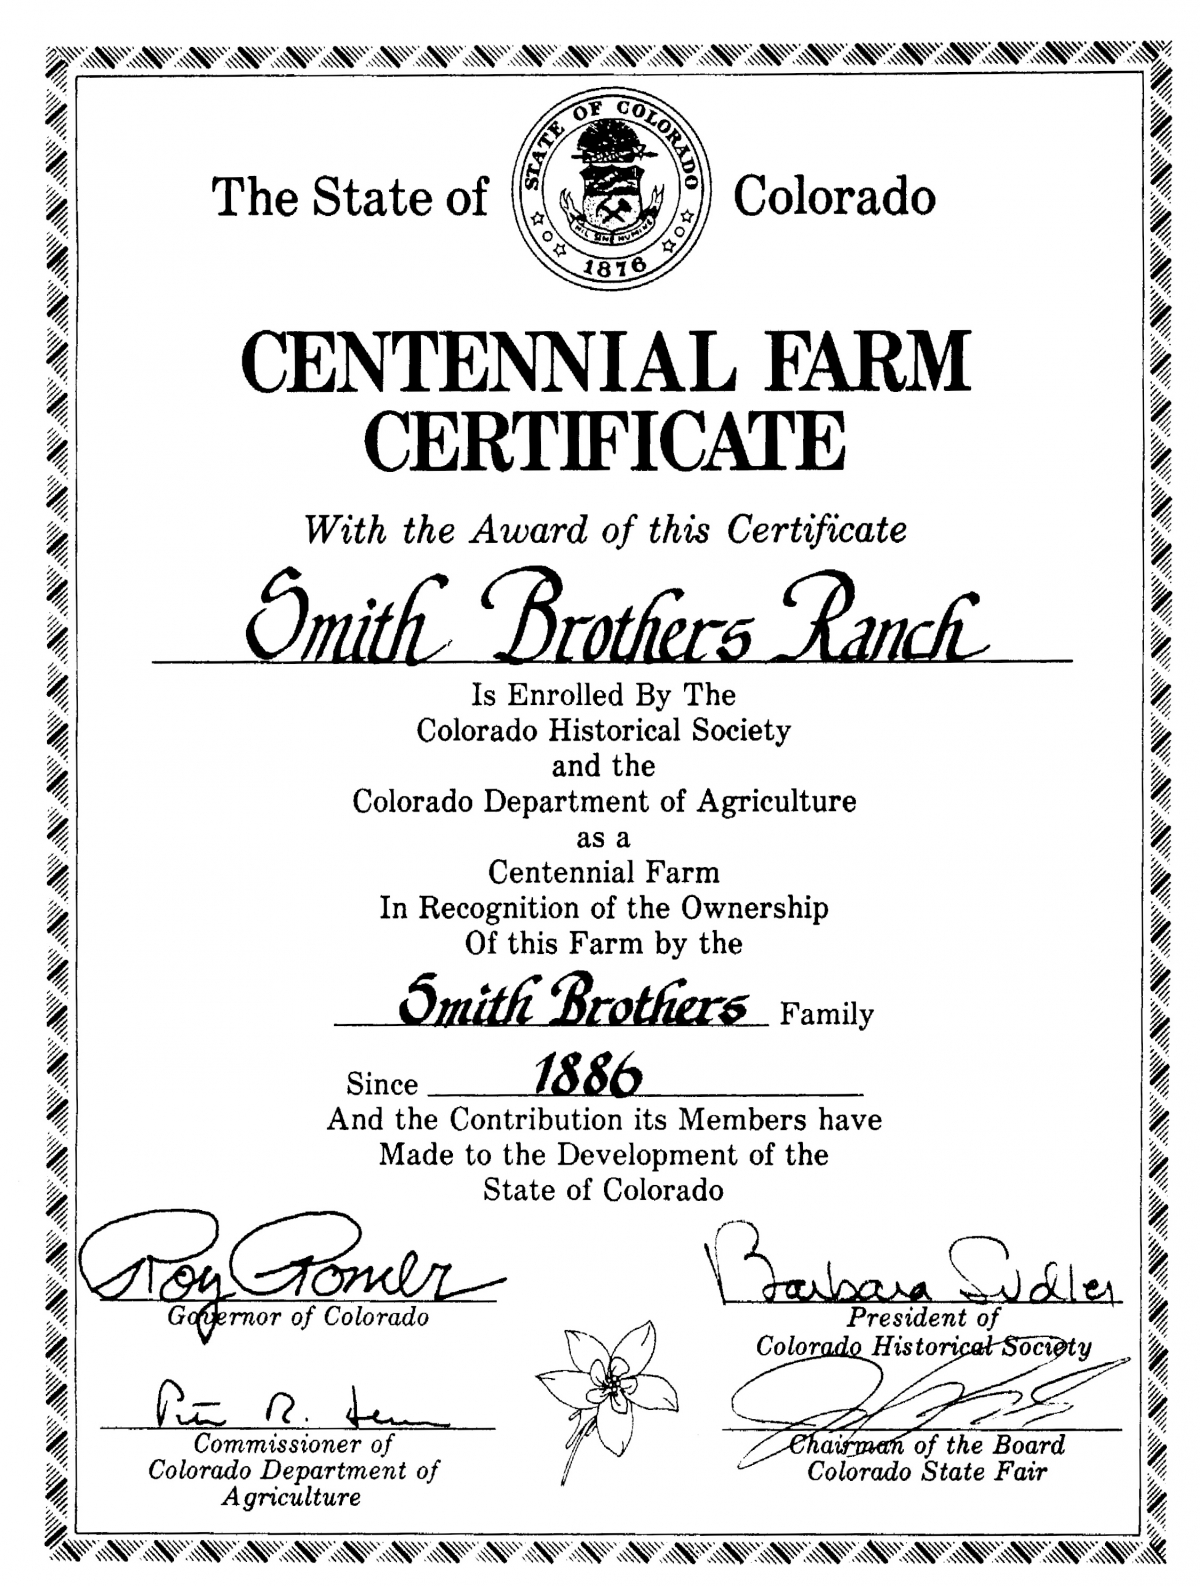 STATE OF COLORADO
NIL SINE NUMINE
1876
The State of Colorado
CENTENNIAL FARM
CERTIFICATE
With the Award of this Certificate
Smith Brothers Ranch
Is Enrolled By The
Colorado Historical Society
and the
Colorado Department of Agriculture
as a
Centennial Farm
In Recognition of the Ownership
Of this Farm by the
Smith Brothers Family
Since 1886
And the Contribution its Members have
Made to the Development of the
State of Colorado
Roy Romer
Governor of Colorado
Barbara Sudler
President of
Colorado Historical Society
R.
Commissioner of
Colorado Department of
Agriculture
Chairman of the Board
Colorado State Fair